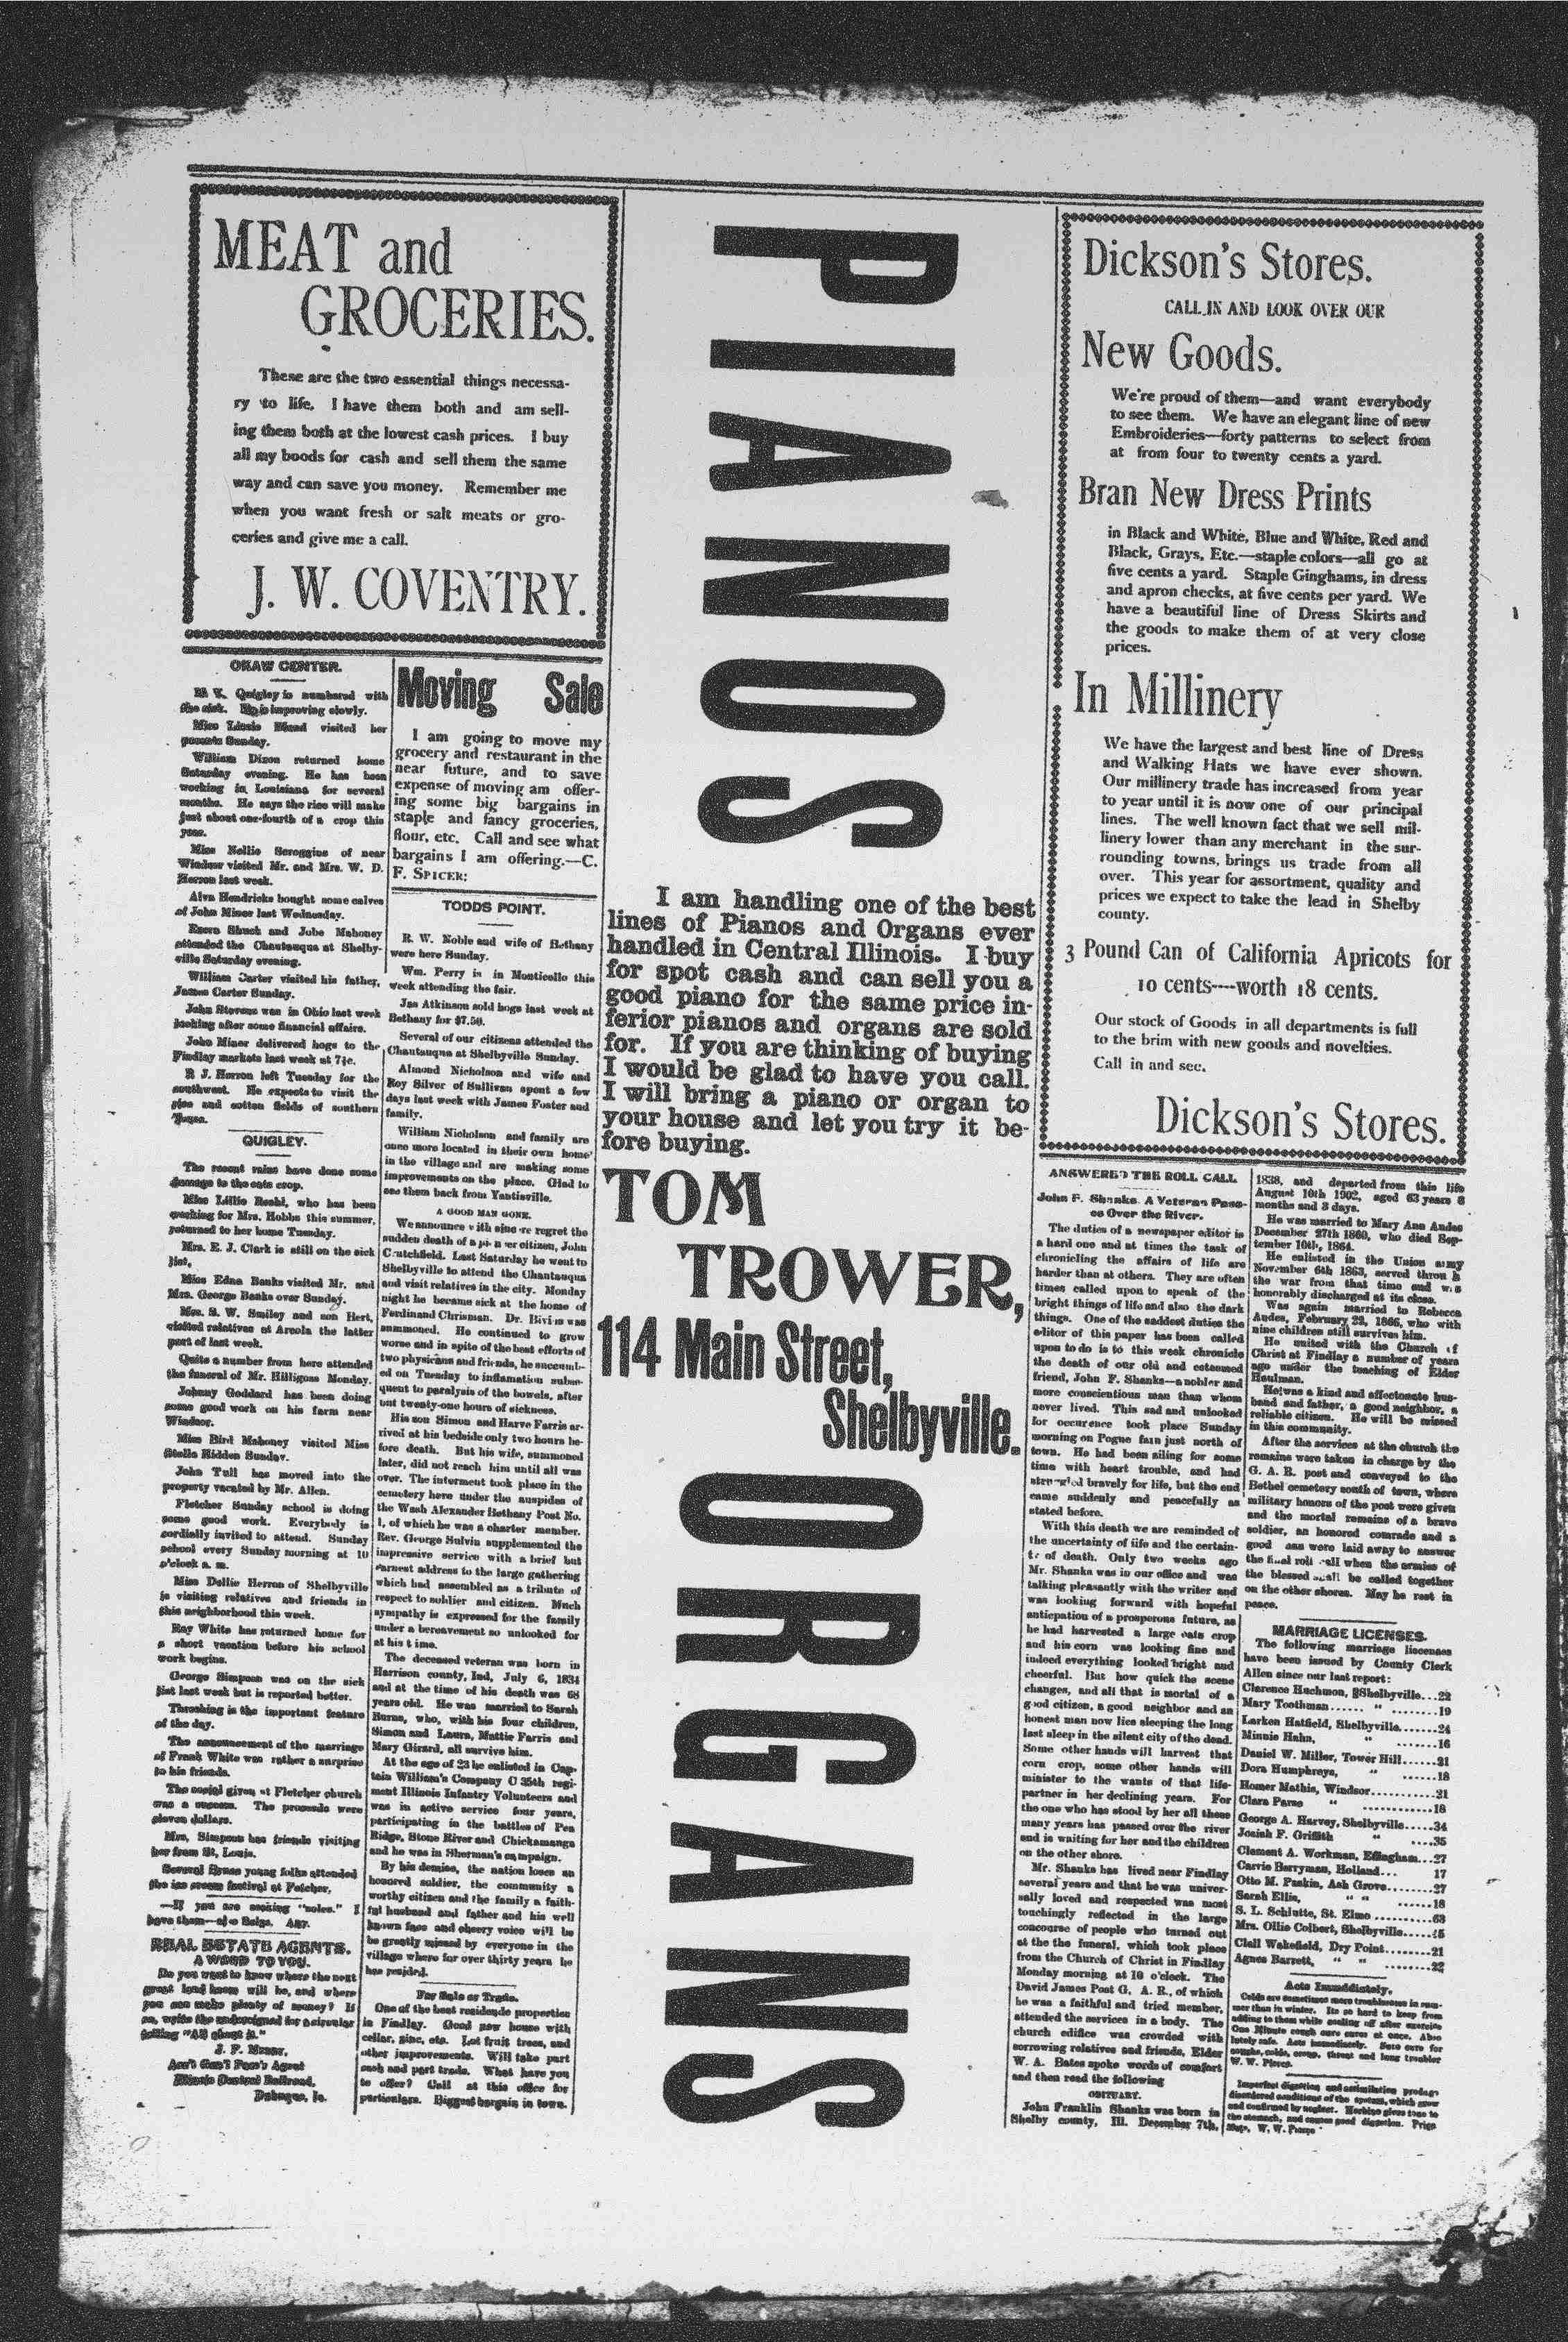 MEAT and
GROCERIES.
These are the two essential things necessa-
ry to life. I have them both and am sell-
ing them both at the lowest cash prices. I buy
all my boods for cash and sell them the same
way and can save you money. Remember me
when you want fresh or salt meats or gro-
ceries and give me a call.
J. W. COVENTRY.
OKAW CENTER.
Quigley is numbered with
the sick. He is improving slowly.
Miss Lizzie visited her
parents Sunday.
William Dixon returned home
Saturday evening. He has been
working in Louisiana for several
months. He says the rice will make
just about one-fourth of a crop this
year.
Miss Nellie Scroggins of near
Windsor visited Mr. and Mrs. W. D.
Herron last week.
Alva Hendricks bought some calves
of John Minor last Wednesday.
Ezera Shuck and Jobe Mahoney
attended the Chautauqua at Shelby-
ville Saturday evening.
William Carter visited his father,
James Carter Sunday.
John Stevens was in Ohio last week
looking after some financial affairs.
John Minor delivered hogs to the
Findlay markets last week at 7¼c.
R J. Herron left Tuesday for the
southwest. He expects to visit the
rice and cotton fields of southern
Texas.
QUIGLEY.
The recent rains have done some
damage to the oats crop.
Miss Lillie Reahl, who has been
working for Mrs. Hobbs this summer,
returned to her home Tuesday.
Mrs. E. J. Clark is still on the sick
list.
Miss Edna Banks visited Mr. and
Mrs. George Banks over Sunday.
Mrs. S. W. Smiley and son Hert,
visited relatives at Areola the latter
part of last week.
Quite a number from here attended
the funeral of Mr. Hilligoss Monday.
Johnny Goddard has been doing
some good work on his farm near
Windsor.
Miss Bird Mahoney visited Miss
Stella Hidden Sunday.
John Tull has moved into the
property vacated by Mr. Allen.
Fletcher Sunday school is doing
some good work. Everybody is
cordially invited to attend. Sunday
school every Sunday morning at 10
o'clock a. m.
Miss Dollie Herron of Shelbyville
is visiting relatives and friends in
this neighborhood this week.
Ray White has returned home for
a short vacation before his school
work begins.
George Simpson was on the sick
list last week but is reported better.
Threshing is the important feature
of the day.
The announcement of the marriage
of Frank White was rather a surprise
to his friends.
The social given at Fletcher church
was a success. The proceeds were
eleven dollars.
Mrs. Simpson has friends visiting
her from St. Louis.
Several young folks attended
the ice cream festival at Fletcher.
—If you are seeking "soles." I
have them—
REAL ESTATE AGENTS.
A WORD TO YOU.
Do you want to know where the next
great land boom will be, and where
you can make plenty of money? If
so, write the undersigned for a circular
telling "All about it."
J. F. MERRY,
Ass't Gen'l Pass'r Agent
Illinois Central Railroad,
Dubuque, Ia.
Moving Sale
I am going to move my
grocery and restaurant in the
near future, and to save
expense of moving am offer-
ing some big bargains in
staple and fancy groceries,
flour, etc. Call and see what
bargains I am offering.—C.
F. SPICER:
TODDS POINT.
R. W. Noble and wife of Bethany
were here Sunday.
Wm. Perry is in Monticello this
week attending the fair.
Jas Atkinson sold hogs last week at
Bethany for $7.50.
Several of our citizens attended the
Chautauqua at Shelbyville Sunday.
Almond Nicholson and wife and
Roy Silver of Sullivan spent a few
days last week with James Foster and
family.
William Nicholson and family are
once more located in their own home
in the village and are making some
improvements on the place. Glad to
see them back from Yantisville.
A GOOD MAN GONE.
We announce with sincere regret the
sudden death of a pioneer citizen, John
Crutchfield. Last Saturday he went to
Shelbyville to attend the Chautauqua
and visit relatives in the city. Monday
night he became sick at the home of
Ferdinand Chrisman. Dr. Bivins was
summoned. He continued to grow
worse and in spite of the best efforts of
two physicians and friends, he succumb-
ed on Tuesday to inflamation subse-
quent to paralysis of the bowels, after
but twenty-one hours of sickness.
His son Simon and Harve Farris ar-
rived at his bedside only two hours be-
fore death. But his wife, summoned
later, did not reach him until all was
over. The interment took place in the
cemetery here under the auspides of
the Wash Alexander Bethany Post No.
1, of which he was a charter member.
Rev. George Sulvin supplemented the
impressive service with a brief but
earnest address to the large gathering
which had assembled as a tribute of
respect to soldier and citizen. Much
sympathy is expressed for the family
under a bereavement so unlooked for
at his time.
The deceased veteran was born in
Harrison county, Ind, July 6, 1834
and at the time of his death was 68
years old. He was married to Sarah
Burns, who, with his four children,
Simon and Laura, Mattie Farris and
Mary Girard, all survive him.
At the age of 23 he enlisted in Cap-
tain William's Company C 35th regi-
ment Illinois Infantry Volunteers and
was in active service four years,
participating in the battles of Pea
Ridge, Stone River and Chickamanga
and he was in Sherman's campaign.
By his demise, the nation loses an
honored soldier, the community a
worthy citizen and the family a faith-
ful husband and father and his well
known face and cheery voice will be
be greatly missed by everyone in the
village where for over thirty years he
has resided.
For Sale or Trade.
One of the best residende properties
in Findlay. Good new house with
cellar, zinc, etc. Lot fruit trees, and
other improvements. Will take part
cash and part trade. What have you
to offer? Call at this office for
particulars. Biggest bargain in town.
PIANOS
I am handling one of the best
lines of Pianos and Organs ever
handled in Central Illinois. I buy
for spot cash and can sell you a
good piano for the same price in-
ferior pianos and organs are sold
for. If you are thinking of buying
I would be glad to have you call.
I will bring a piano or organ to
your house and let you try it be-
fore buying.
TOM
TROWER,
114 Main Street,
Shelbyville.
ORGANS
Dickson's Stores.
CALL IN AND LOOK OVER OUR
New Goods.
We're proud of them—and want everybody
to see them. We have an elegant line of new
Embroideries—forty patterns to select from
at from four to twenty cents a yard.
Bran New Dress Prints
in Black and White, Blue and White, Red and
Black, Grays, Etc.—staple colors—all go at
five cents a yard. Staple Ginghams, in dress
and apron checks, at five cents per yard. We
have a beautiful line of Dress Skirts and
the goods to make them of at very close
prices.
In Millinery
We have the largest and best line of Dress
and Walking Hats we have ever shown.
Our millinery trade has increased from year
to year until it is now one of our principal
lines. The well known fact that we sell mil-
linery lower than any merchant in the sur-
rounding towns, brings us trade from all
over. This year for assortment, quality and
prices we expect to take the lead in Shelby
county.
3 Pound Can of California Apricots for
10 cents---worth 18 cents.
Our stock of Goods in all departments is full
to the brim with new goods and novelties.
Call in and see.
Dickson's Stores.
ANSWERED THE ROLL CALL
John F. Shanks A Veteran Pass-
es Over the River.
The duties of a newspaper editor is
a hard one and at times the task of
chronicling the affairs of life are
harder than at others. They are often
times called upon to speak of the
bright things of life and also the dark
things. One of the saddest duties the
editor of this paper has been called
upon to do is to this week chronicle
the death of our old and esteemed
friend, John F. Shanks—a nobler and
more conscientious man than whom
never lived. This sad and unlooked
for occurence took place Sunday
morning on Pogue farm just north of
town. He had been ailing for some
time with heart trouble, and had
struggled bravely for life, but the end
came suddenly and peacefully as
stated before.
With this death we are reminded of
the uncertainty of life and the certain-
ty of death. Only two weeks ago
Mr. Shanks was in our office and was
talking pleasantly with the writer and
was looking forward with hopeful
anticpation of a prosperous future, as
he had harvested a large oats crop
and his corn was looking fine and
indeed everything looked bright and
cheerful. But how quick the scene
changes, and all that is mortal of a
good citizen, a good neighbor and an
honest man now lies sleeping the long
last sleep in the silent city of the dead.
Some other hands will harvest that
corn crop, some other hands will
minister to the wants of that life-
partner in her declining years. For
the one who has stood by her all these
many years has passed over the river
and is waiting for her and the children
on the other shore.
Mr. Shanks has lived near Findlay
several years and that he was univer-
sally loved and respected was most
touchingly reflected in the large
concourse of people who turned out
at the the funeral, which took place
from the Church of Christ in Findlay
Monday morning at 10 o'clock. The
David James Post G. A. R., of which
he was a faithful and tried member,
attended the services in a body. The
church edifice was crowded with
sorrowing relatives and friends, Elder
W. A. Bates spoke words of comfort
and then read the following
OBITUARY.
John Franklin Shanks was born in
Shelby county, Ill. December 7th,
1838, and departed from this life
August 10th 1902, aged 63 years 8
months and 3 days.
He was married to Mary Ann Andes
December 27th 1860, who died Sep-
tember 10th, 1864.
He enlisted in the Union army
November 6th 1863, served throu h
the war from that time and was
honorably discharged at its close.
Was again married to Rebecca
Andes, February 22, 1866, who with
nine children still survives him.
He united with the Church of
Christ at Findlay a number of years
ago under the teaching of Elder
Haulman.
He was a kind and affectonate hus-
band and father, a good neighbor, a
reliable citizen. He will be missed
in this community.
After the services at the church the
remains were taken in charge by the
G. A. R. post and conveyed to the
Bethel cemetery south of town, where
military honors of the post were given
and the mortal remains of a brave
soldier, an honored comrade and a
good man were laid away to answer
the final roll call when the armies of
the blessed shall be called together
on the other shores. May he rest in
peace.
MARRIAGE LICENSES.
The following marriage liscenses
have been issued by County Clerk
Allen since our last report:
Clarence Huchmon, Shelbyville...22
Mary Toothman...... " ........19
Larken Hatfield, Shelbyville.......24
Minnie Hahn, " .......16
Daniel W. Miller, Tower Hill......21
Dora Humphreys, " ......18
Homer Mathis, Windsor...........21
Clara Parne " ............18
George A. Harvey, Shelbyville.....34
Josiah F. Griffith " ....35
Clement A. Workman, Effingham...27
Carrie Berryman, Holland... 17
Otto M. Paskin, Ash Grove........27
Sarah Ellis, " " ......18
S. L. Schlutte, St. Elmo ..........63
Mrs. Ollie Colbert, Shelbyville......
Clell Wakefield, Dry Point.........21
Agnes Barrett, " " ........22
Acts Immediately.
Colds are sometimes more troublesome in sum-
mer than in winter. Its so hard to keep from
adding to them while cooling off after exercise
One Minute cough cure cures at once. Abso
lutely safe. Acts immediately. Sure cure for
coughs, colds, croup, throat and lung troubles
W. W. Pierce.
Imperfect digestion and assimilation produce
disordered conditions of the system, which grow
and confirmed by neglect. Herbine gives tone to
the stomach, and causes good digestion. Price
W. W. Pierce